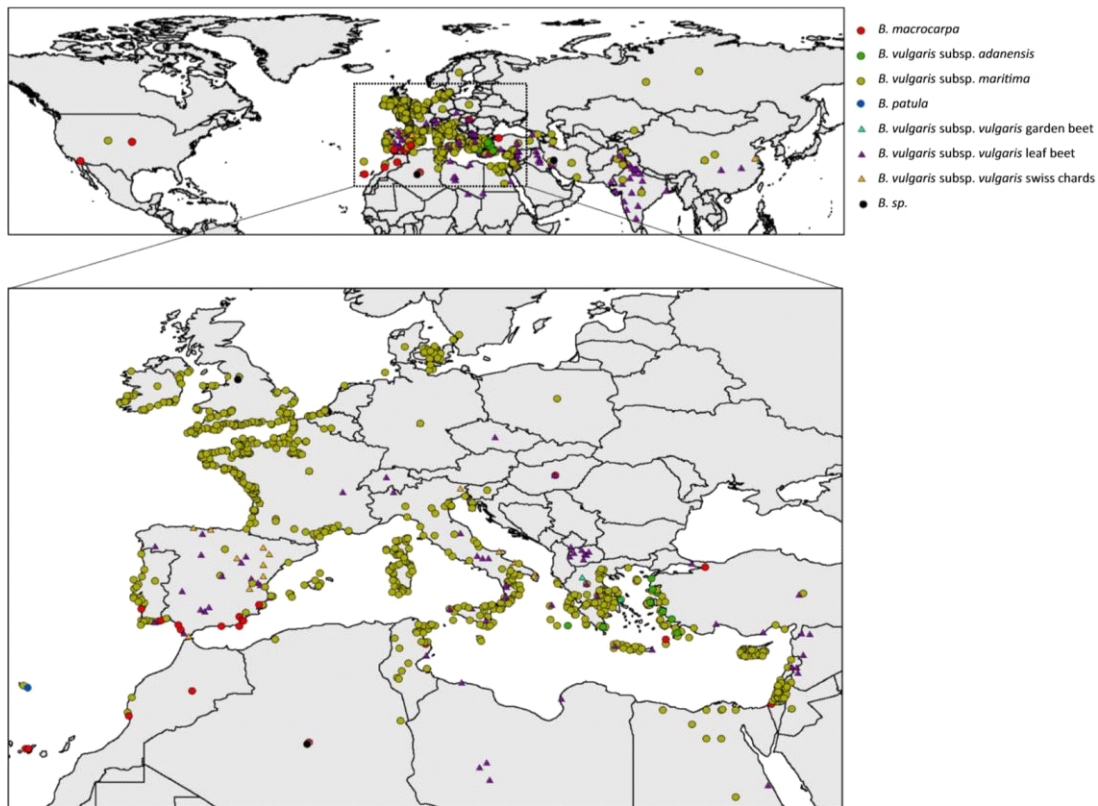 B. macrocarpa
B. vulgaris subsp. adanensis
B. vulgaris subsp. maritima
B. patula
B. vulgaris subsp. vulgaris garden beet
B. vulgaris subsp. vulgaris leaf beet
B. vulgaris subsp. vulgaris swiss chards
B. sp.